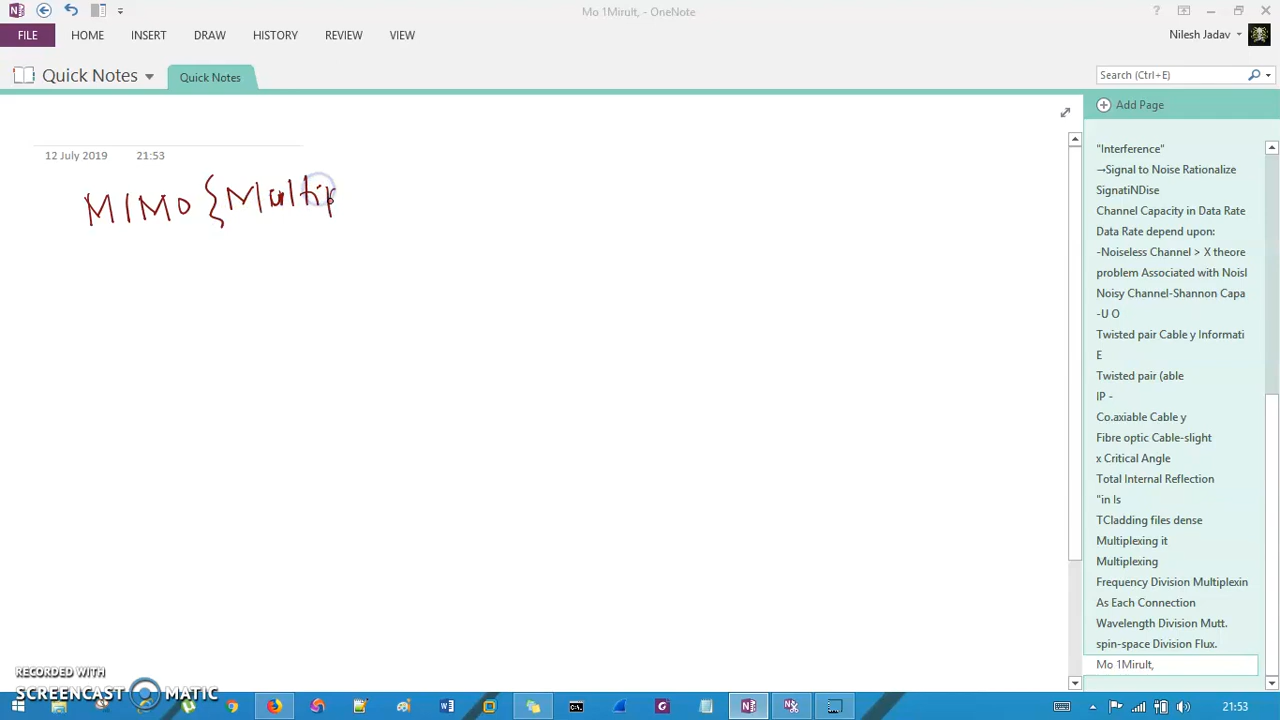 Mo 1Mirult, - OneNote
?
FILE
HOME
INSERT
DRAW
HISTORY
REVIEW
VIEW
Nilesh Jadav
Quick Notes
Quick Notes
Search (Ctrl+E)
Add Page
12 July 2019 21:53
MIMO {Multip
"Interference"
→Signal to Noise Rationalize
SignatiNDise
Channel Capacity in Data Rate
Data Rate depend upon:
-Noiseless Channel > X theore
problem Associated with Noisl
Noisy Channel-Shannon Capa
-U O
Twisted pair Cable y Informati
E
Twisted pair (able
IP -
Co.axiable Cable y
Fibre optic Cable-slight
x Critical Angle
Total Internal Reflection
"in ls
TCladding files dense
Multiplexing it
Multiplexing
Frequency Division Multiplexin
As Each Connection
Wavelength Division Mutt.
spin-space Division Flux.
Mo 1Mirult,
RECORDED WITH
SCREENCAST MATIC
21:53